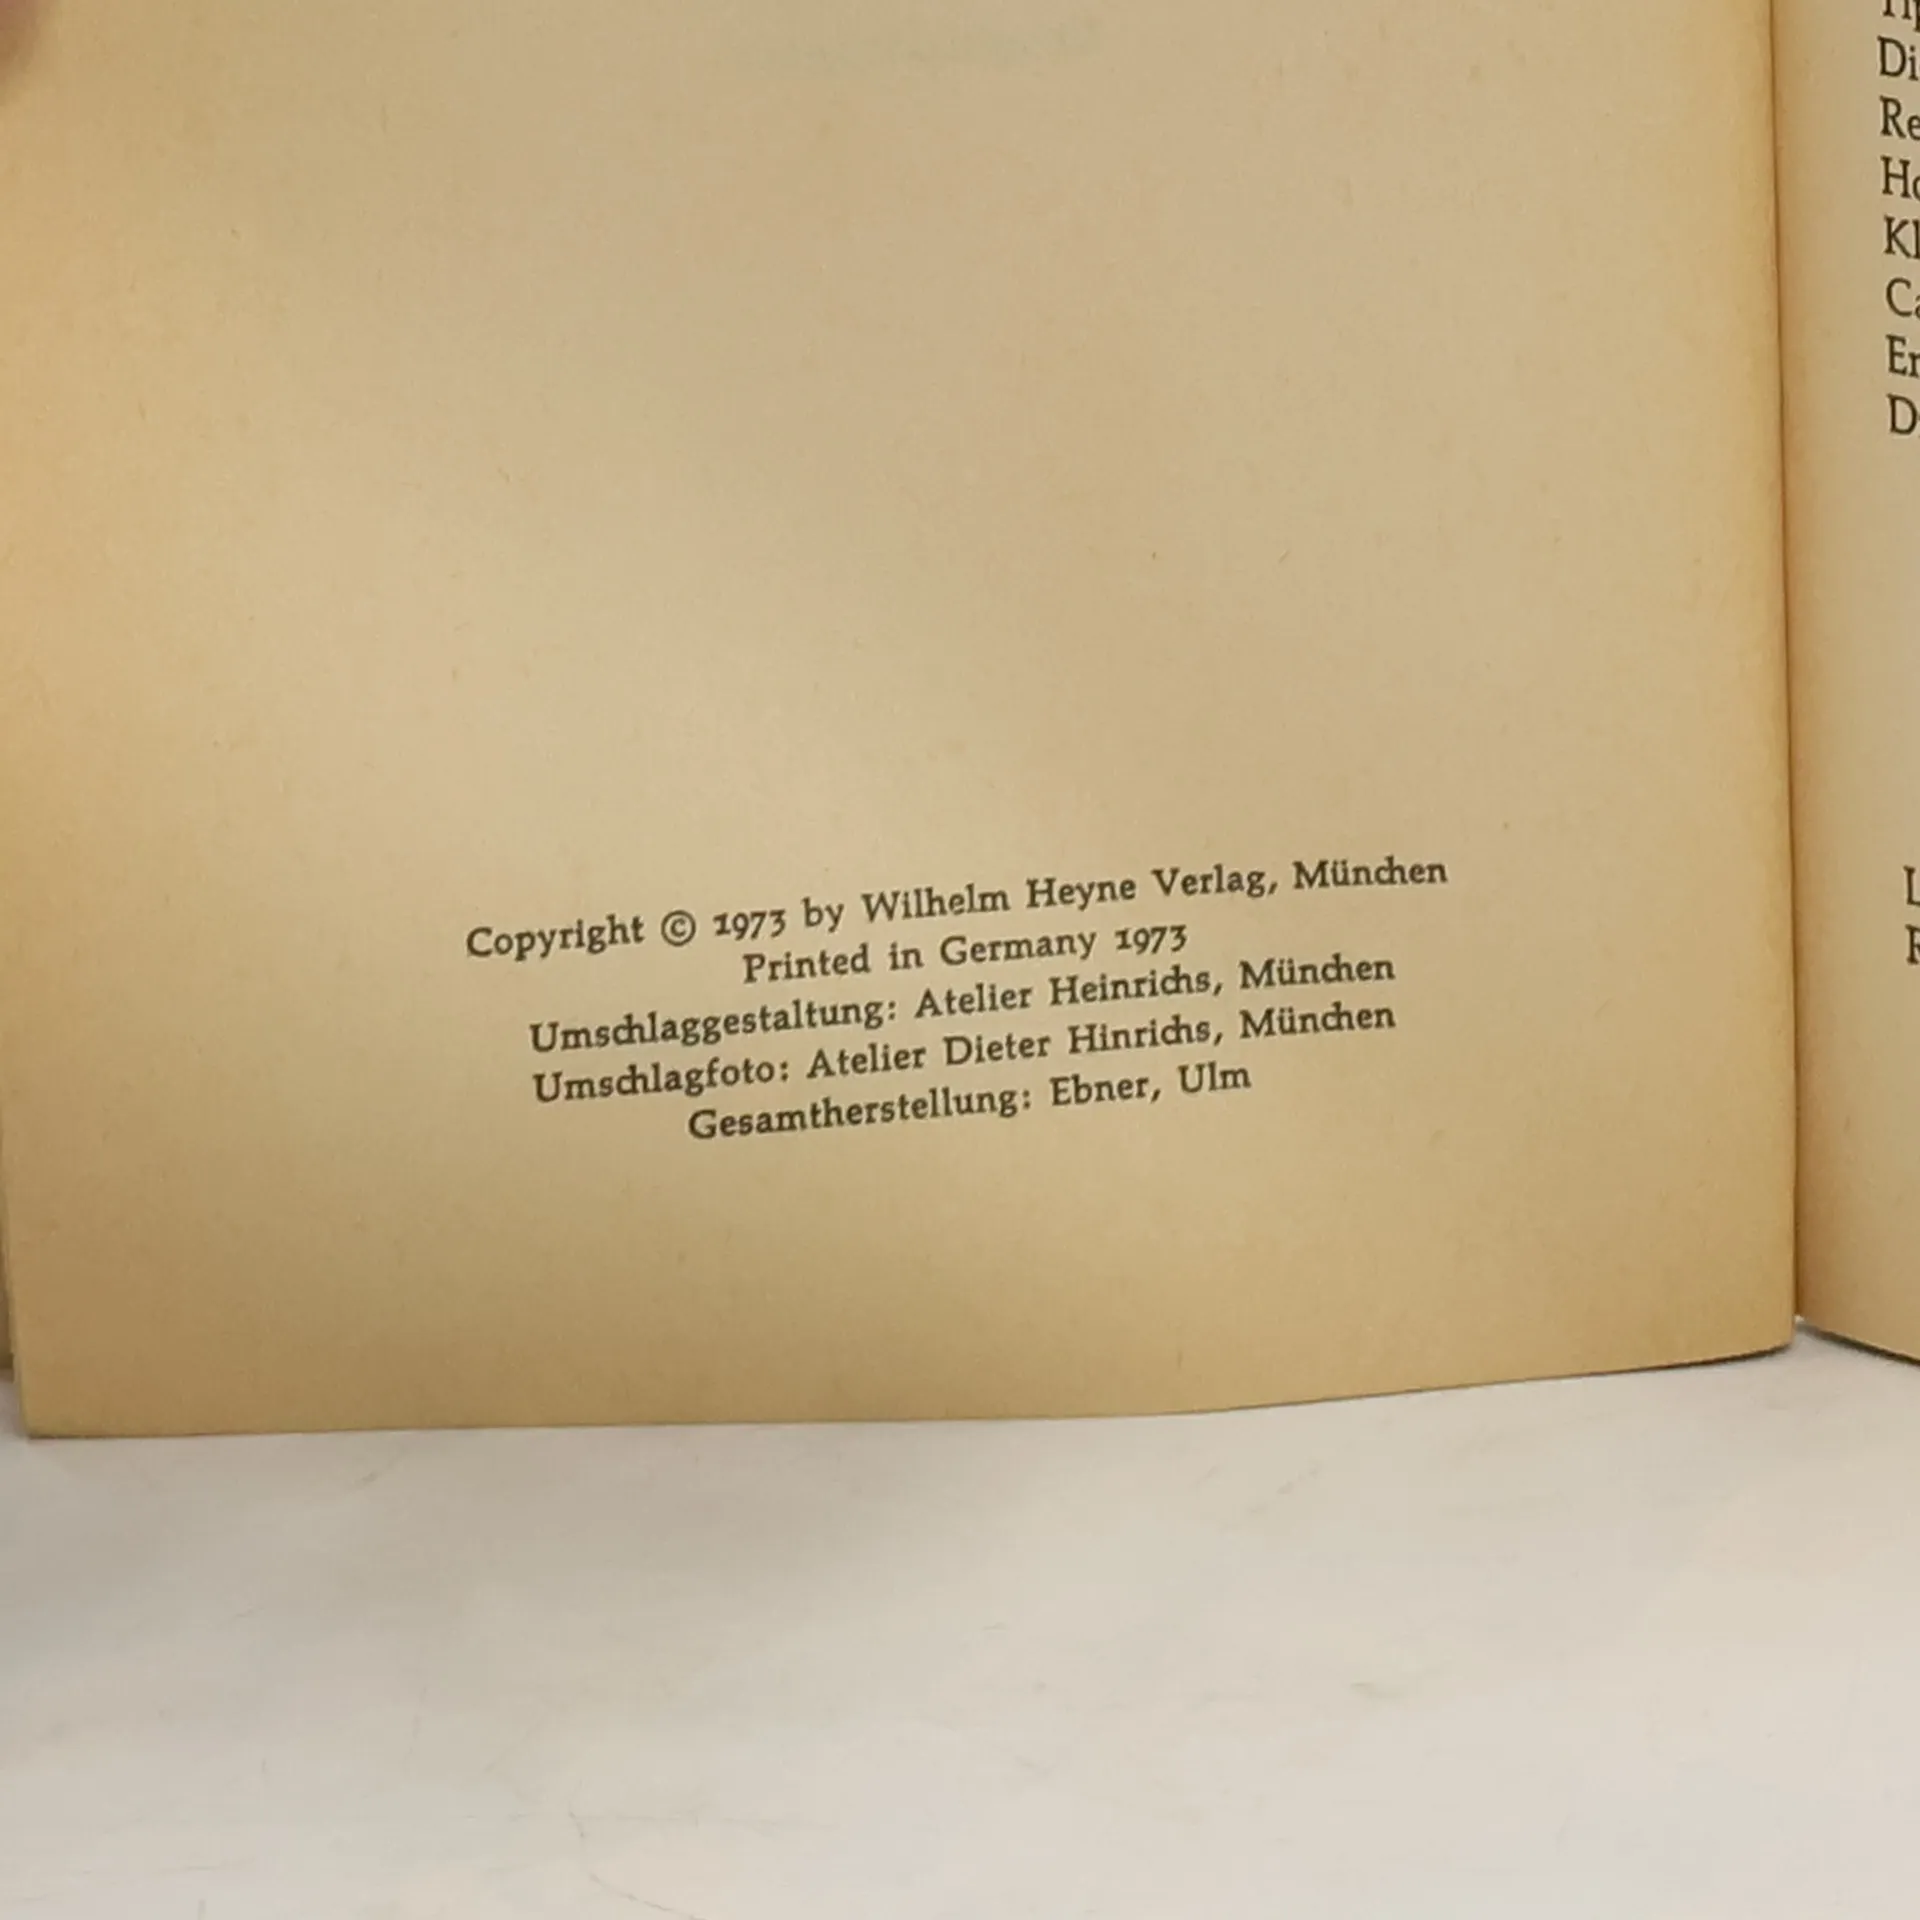 Copyright © 1973 by Wilhelm Heyne Verlag, München
Printed in Germany 1973
Umschlaggestaltung: Atelier Heinrichs, München
Umschlagfoto: Atelier Dieter Hinrichs, München
Gesamtherstellung: Ebner, Ulm